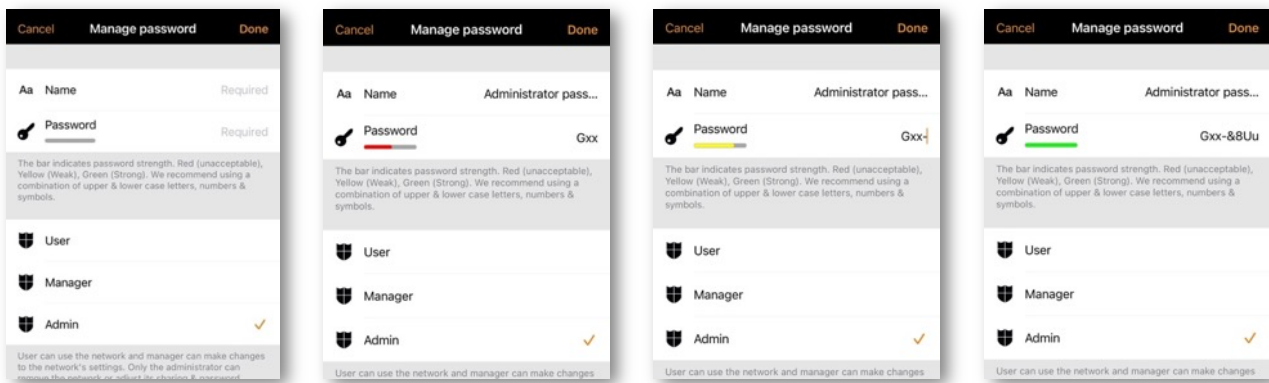 Cancel Manage password Done
Aa Name Required
Password Required
The bar indicates password strength. Red (unacceptable),
Yellow (Weak), Green (Strong). We recommend using a
combination of upper & lower case letters, numbers &
symbols.
User
Manager
Admin
User can use the network and manager can make changes
to the network's settings. Only the administrator can
remove the network or adjust its sharing & password
Cancel Manage password Done
Aa Name Administrator pass...
Password Gxx
The bar indicates password strength. Red (unacceptable),
Yellow (Weak), Green (Strong). We recommend using a
combination of upper & lower case letters, numbers &
symbols.
User
Manager
Admin
User can use the network and manager can make changes
Cancel Manage password Done
Aa Name Administrator pass...
Password Gxx-
The bar indicates password strength. Red (unacceptable),
Yellow (Weak), Green (Strong). We recommend using a
combination of upper & lower case letters, numbers &
symbols.
User
Manager
Admin
User can use the network and manager can make changes
Cancel Manage password Done
Aa Name Administrator pass...
Password Gxx-&8Uu
The bar indicates password strength. Red (unacceptable),
Yellow (Weak), Green (Strong). We recommend using a
combination of upper & lower case letters, numbers &
symbols.
User
Manager
Admin
User can use the network and manager can make changes